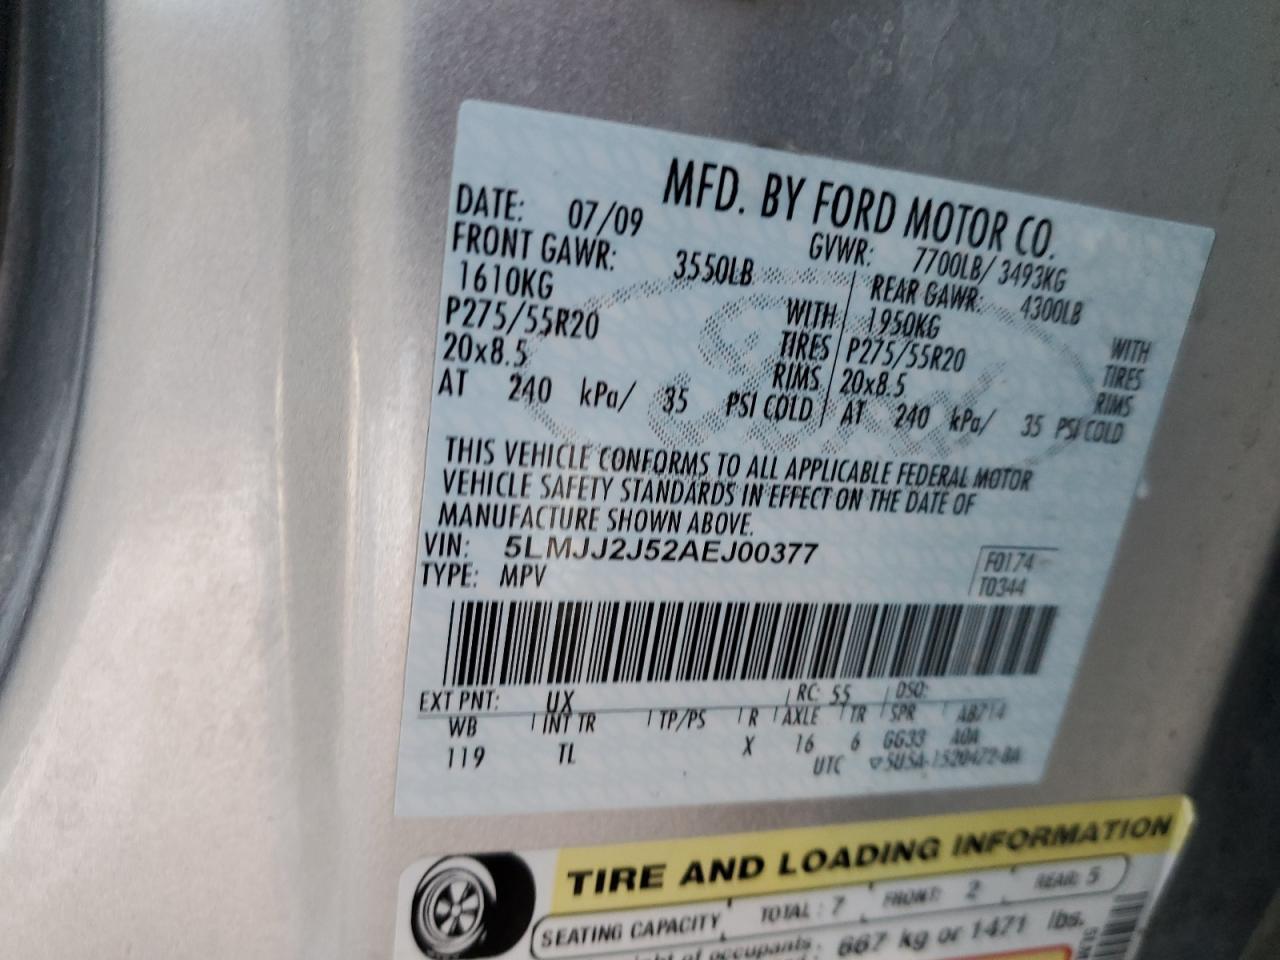 MFD. BY FORD MOTOR CO.
DATE: 07/09 GVWR: 7700LB/ 3493KG
FRONT GAWR: 3550LB REAR GAWR: 4300LB
1610KG WITH 1950KG WITH
P275/55R20 TIRES P275/55R20 TIRES
20x8.5 RIMS 20x8.5 RIMS
AT 240 kPa/ 35 PSI COLD AT 240 kPa/ 35 PSI COLD
THIS VEHICLE CONFORMS TO ALL APPLICABLE FEDERAL MOTOR
VEHICLE SAFETY STANDARDS IN EFFECT ON THE DATE OF
MANUFACTURE SHOWN ABOVE.
VIN: 5LMJJ2J52AEJ00377 F0174
TYPE: MPV T0344
EXT PNT: UX RC: 55 DSO:
WB INT TR TP/PS R AXLE TR SPR
119 TL X 16 6 GG33
UTC
TIRE AND LOADING INFORMATION
SEATING CAPACITY TOTAL : 7 FRONT: 2 REAR: 5
of occupants 667 kg or 1471 lbs.